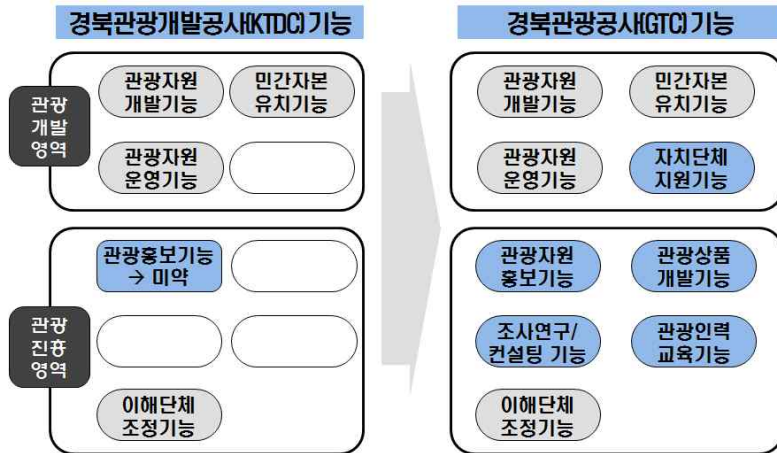 경북관광개발공사(KTDC)기능
관광
개발
영역
관광자원
개발기능
민간자본
유치기능
관광자원
운영기능
관광
진흥
영역
관광홍보기능
→ 미약
이해단체
조정기능
경북관광공사(GTC)기능
관광자원
개발기능
민간자본
유치기능
관광자원
운영기능
자치단체
지원기능
관광자원
홍보기능
관광상품
개발기능
조사연구/
컨설팅 기능
관광인력
교육기능
이해단체
조정기능